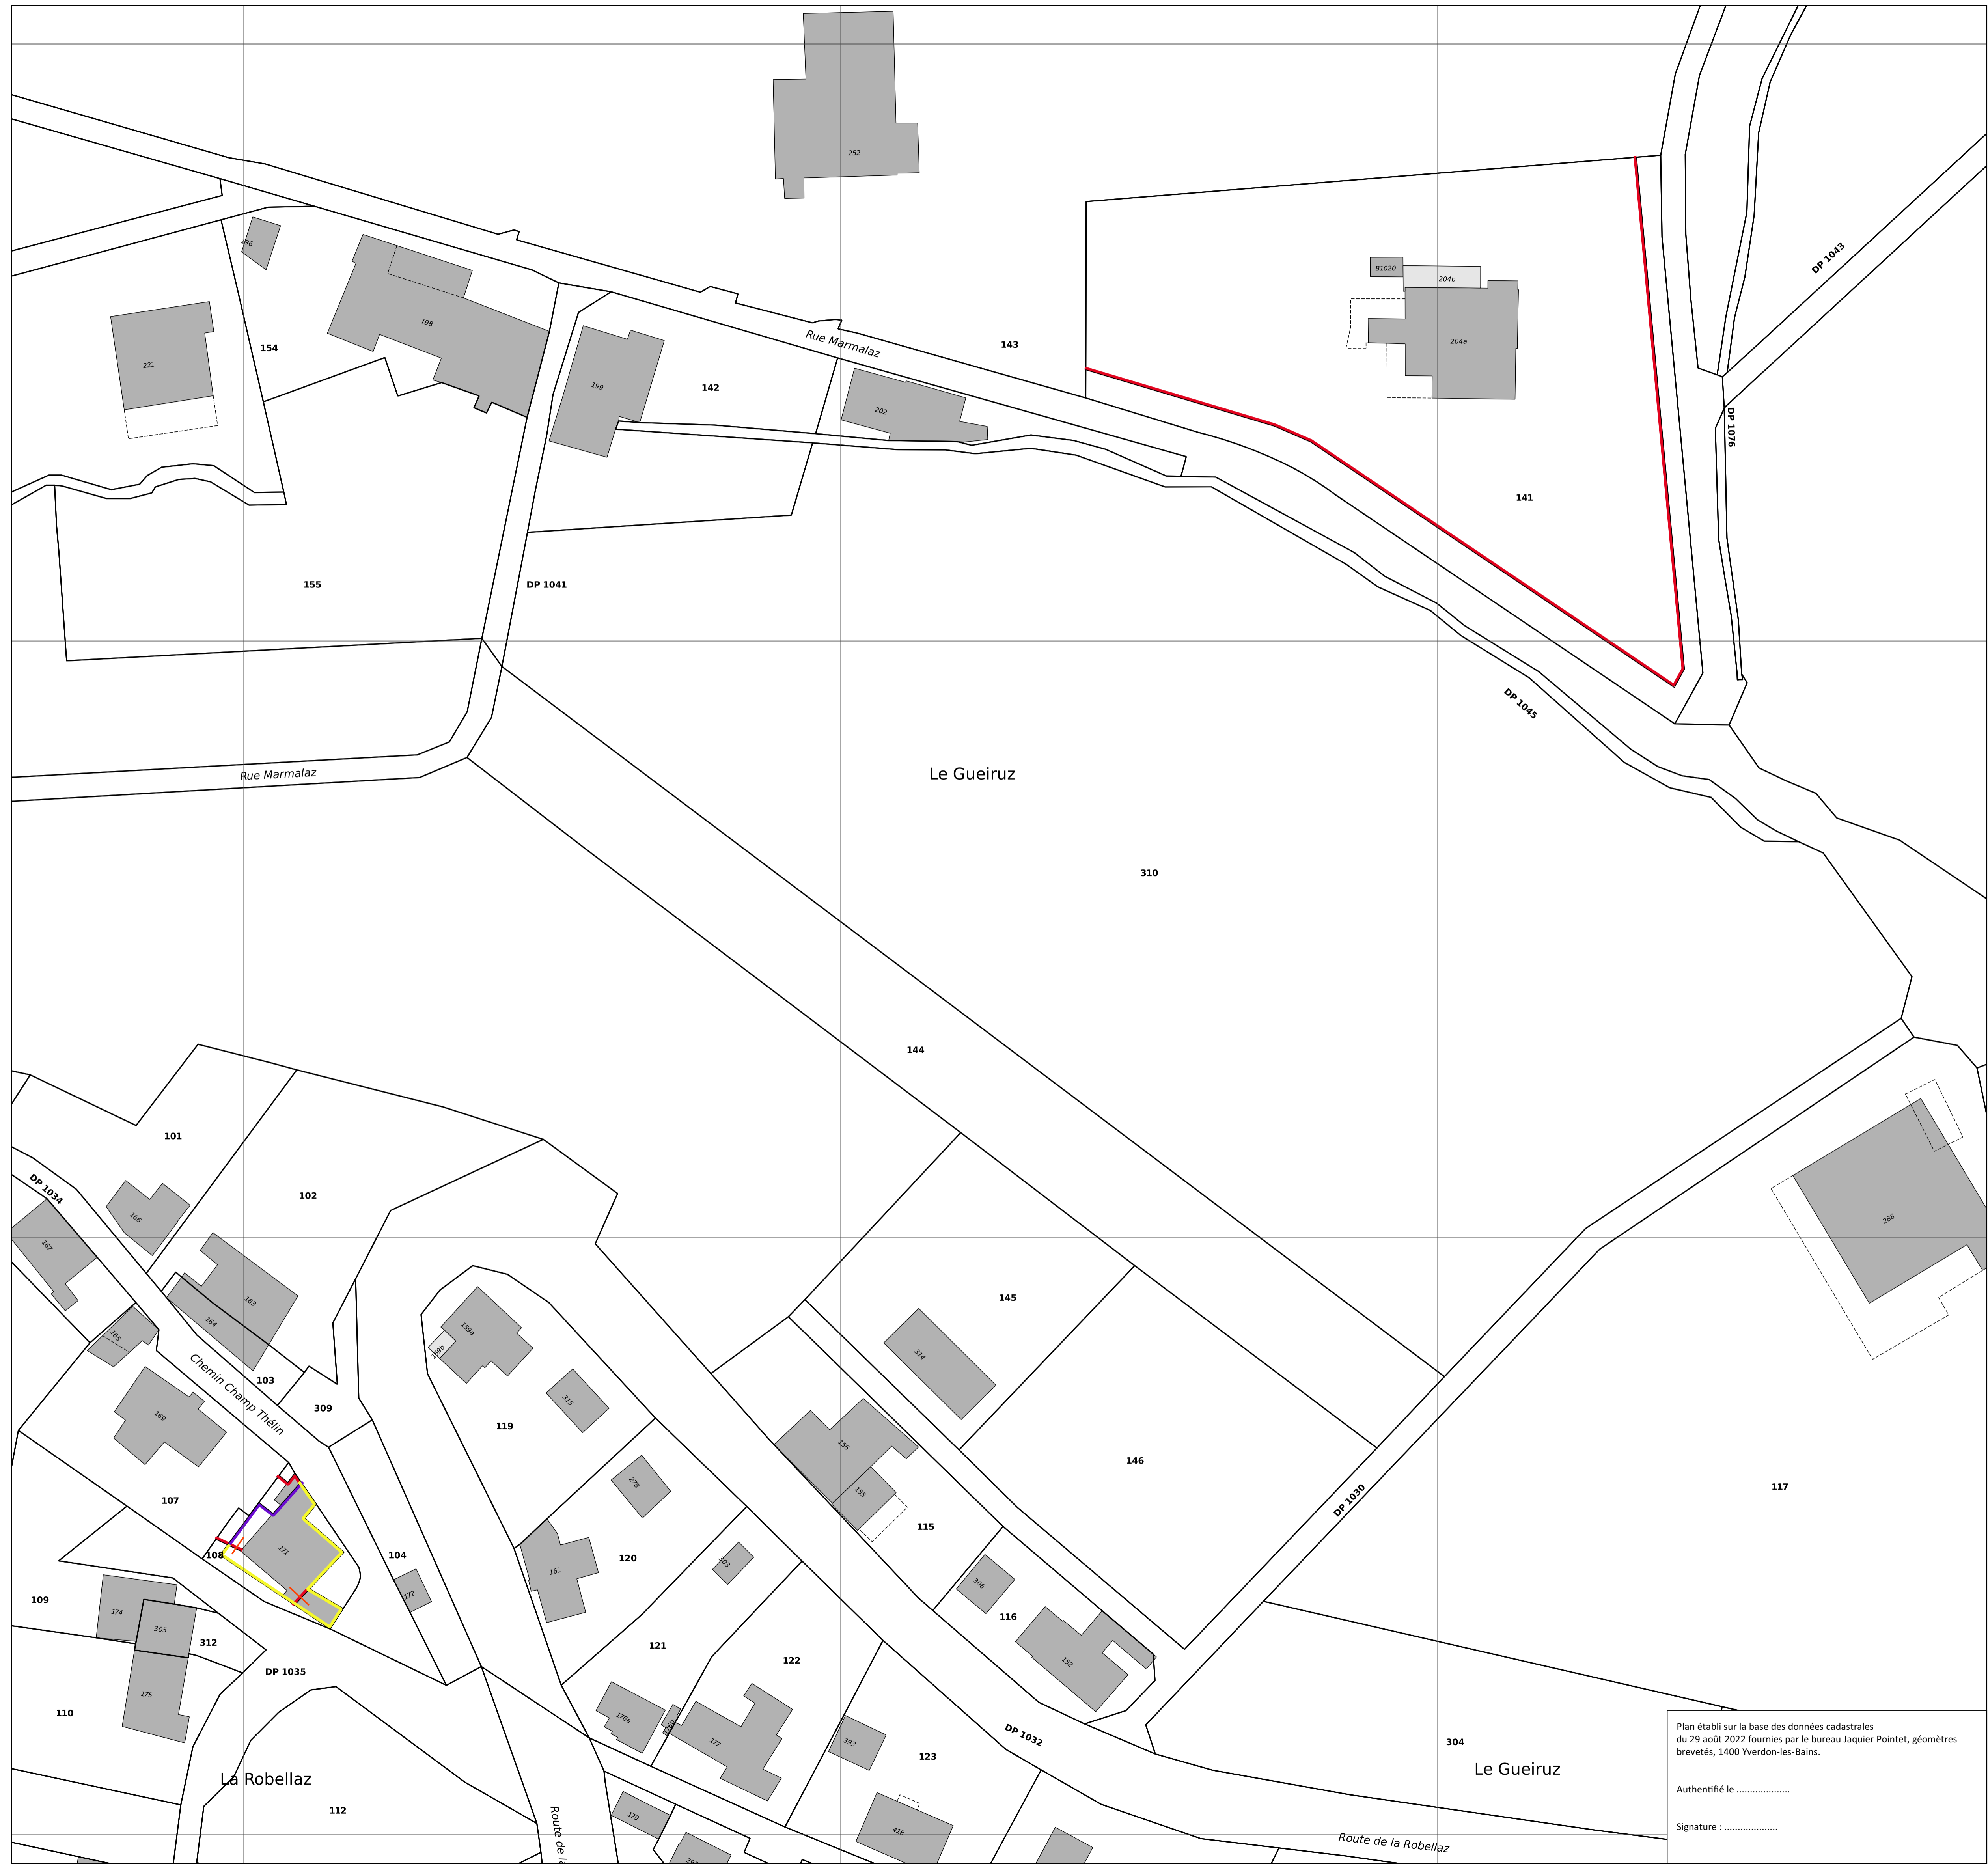 252
196
DP 1043
B1020
204b
198
Rue Marmalaz
143
204a
154
221
199
142
202
DP 1076
141
155
DP 1041
DP 1045
Rue Marmalaz
Le Gueiruz
310
144
101
DP 1034
102
166
288
167
163
145
164
159a
165
159b
314
103
Chemin Champ Thélin
315
309
169
119
156
146
278
117
155
DP 1030
107
115
171
108
104
120
303
161
172
306
109
174
116
305
312
121
122
152
DP 1035
175
110
176a
177
DP 1032
393
123
304
Le Gueiruz
La Robellaz
112
179
418
Route de la
Route de la Robellaz
Plan établi sur la base des données cadastrales
du 29 août 2022 fournies par le bureau Jaquier Pointet, géomètres
brevetés, 1400 Yverdon-les-Bains.
Authentifié le ...................
Signature : ...................